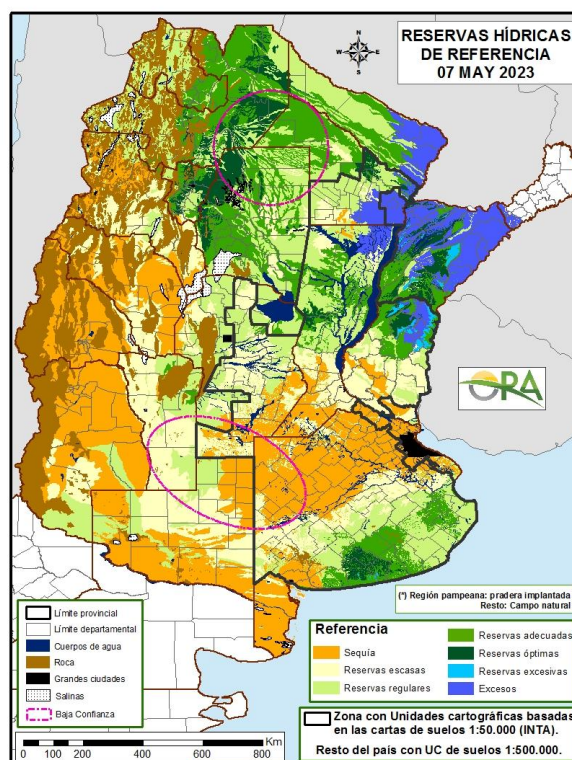 RESERVAS HÍDRICAS
DE REFERENCIA
07 MAY 2023
N
W E
S
ORA
(*) Región pampeana: pradera implantada
Resto: Campo natural
Límite provincial
Límite departamental
Cuerpos de agua
Roca
Grandes ciudades
Salinas
Baja Confianza
Referencia
Sequía
Reservas escasas
Reservas regulares
Reservas adecuadas
Reservas óptimas
Reservas excesivas
Excesos
Zona con Unidades cartográficas basadas
en las cartas de suelos 1:50.000 (INTA).
Resto del país con UC de suelos 1:500.000.
0 100 200 400 600 800 Km